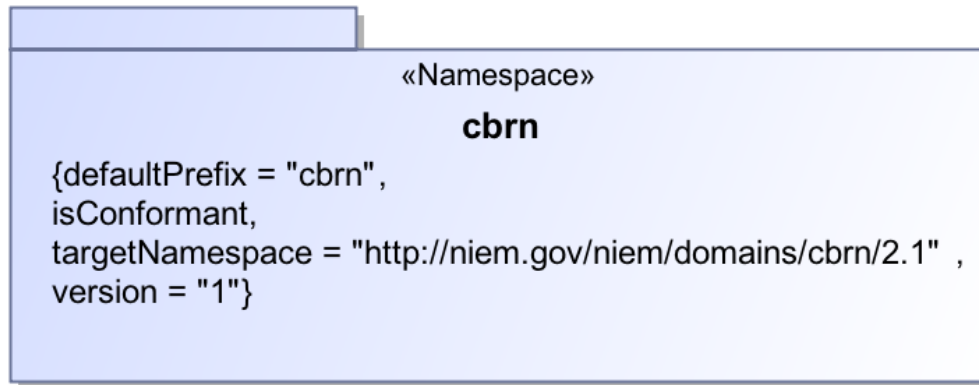 «Namespace»
cbrn
{defaultPrefix = "cbrn",
isConformant,
targetNamespace = "http://niem.gov/niem/domains/cbrn/2.1" ,
version = "1"}